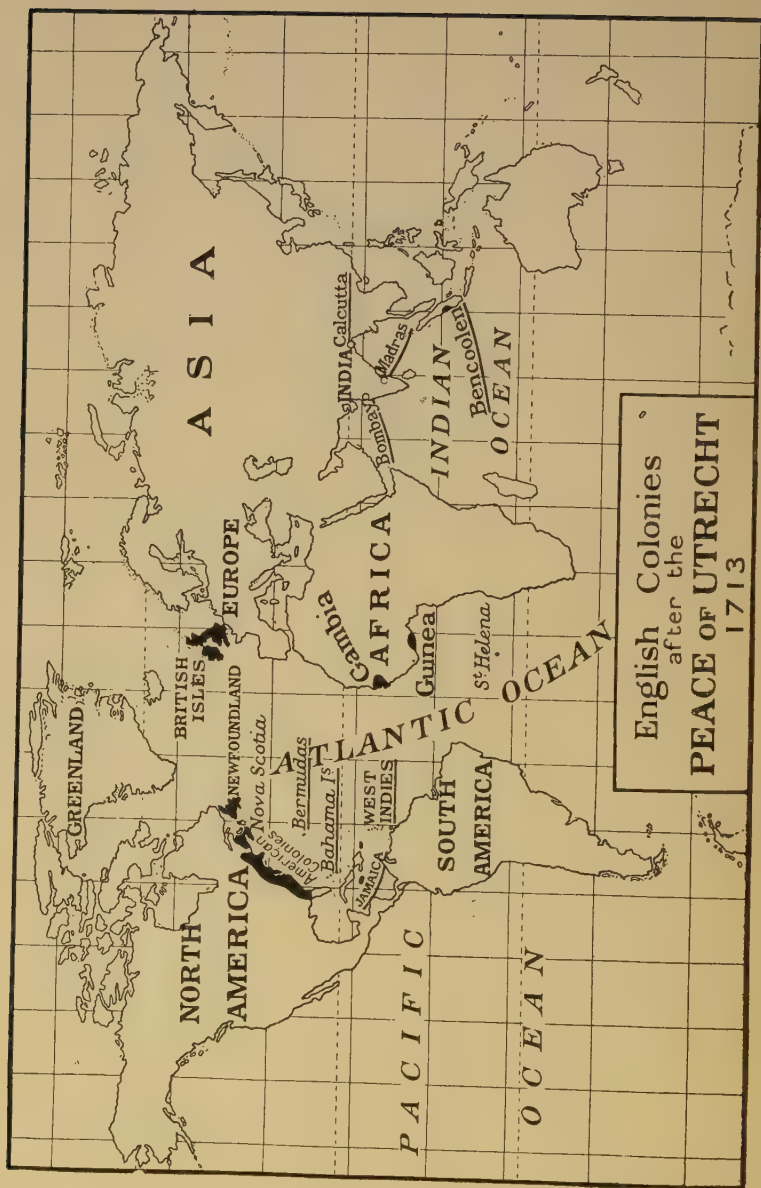 GREENLAND
BRITISH
ISLES
EUROPE
ASIA
NORTH
AMERICA
NEWFOUNDLAND
Nova Scotia
American
Colonies
Bermudas
Bahama Is
WEST
INDIES
JAMAICA
ATLANTIC OCEAN
Gambia
AFRICA
Gunea
St Helena
INDIA
Calcutta
Bombay
Madras
INDIAN
OCEAN
Bencoolen
SOUTH
AMERICA
PACIFIC
OCEAN
English Colonies
after the
PEACE OF UTRECHT
1713